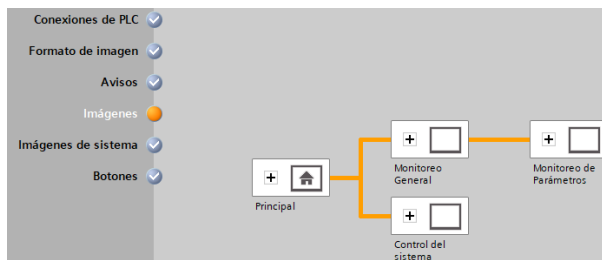 Conexiones de PLC
Formato de imagen
Avisos
Imágenes
Imágenes de sistema
Botones
Principal
Monitoreo
General
Monitoreo de
Parámetros
Control del
sistema